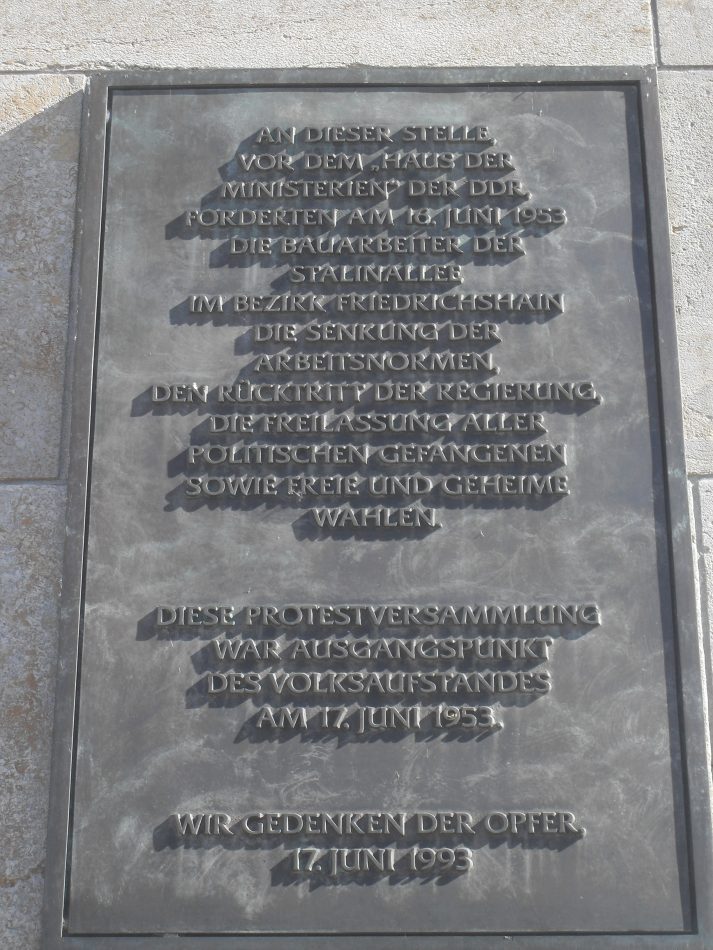 AN DIESER STELLE,
VOR DEM „HAUS DER
MINISTERIEN" DER DDR,
FORDERTEN AM 16. JUNI 1953
DIE BAUARBEITER DER
STALINALLEE
IM BEZIRK FRIEDRICHSHAIN
DIE SENKUNG DER
ARBEITSNORMEN,
DEN RÜCKTRITT DER REGIERUNG,
DIE FREILASSUNG ALLER
POLITISCHEN GEFANGENEN
SOWIE FREIE UND GEHEIME
WAHLEN.
DIESE PROTESTVERSAMMLUNG
WAR AUSGANGSPUNKT
DES VOLKSAUFSTANDES
AM 17. JUNI 1953.
WIR GEDENKEN DER OPFER,
17. JUNI 1993